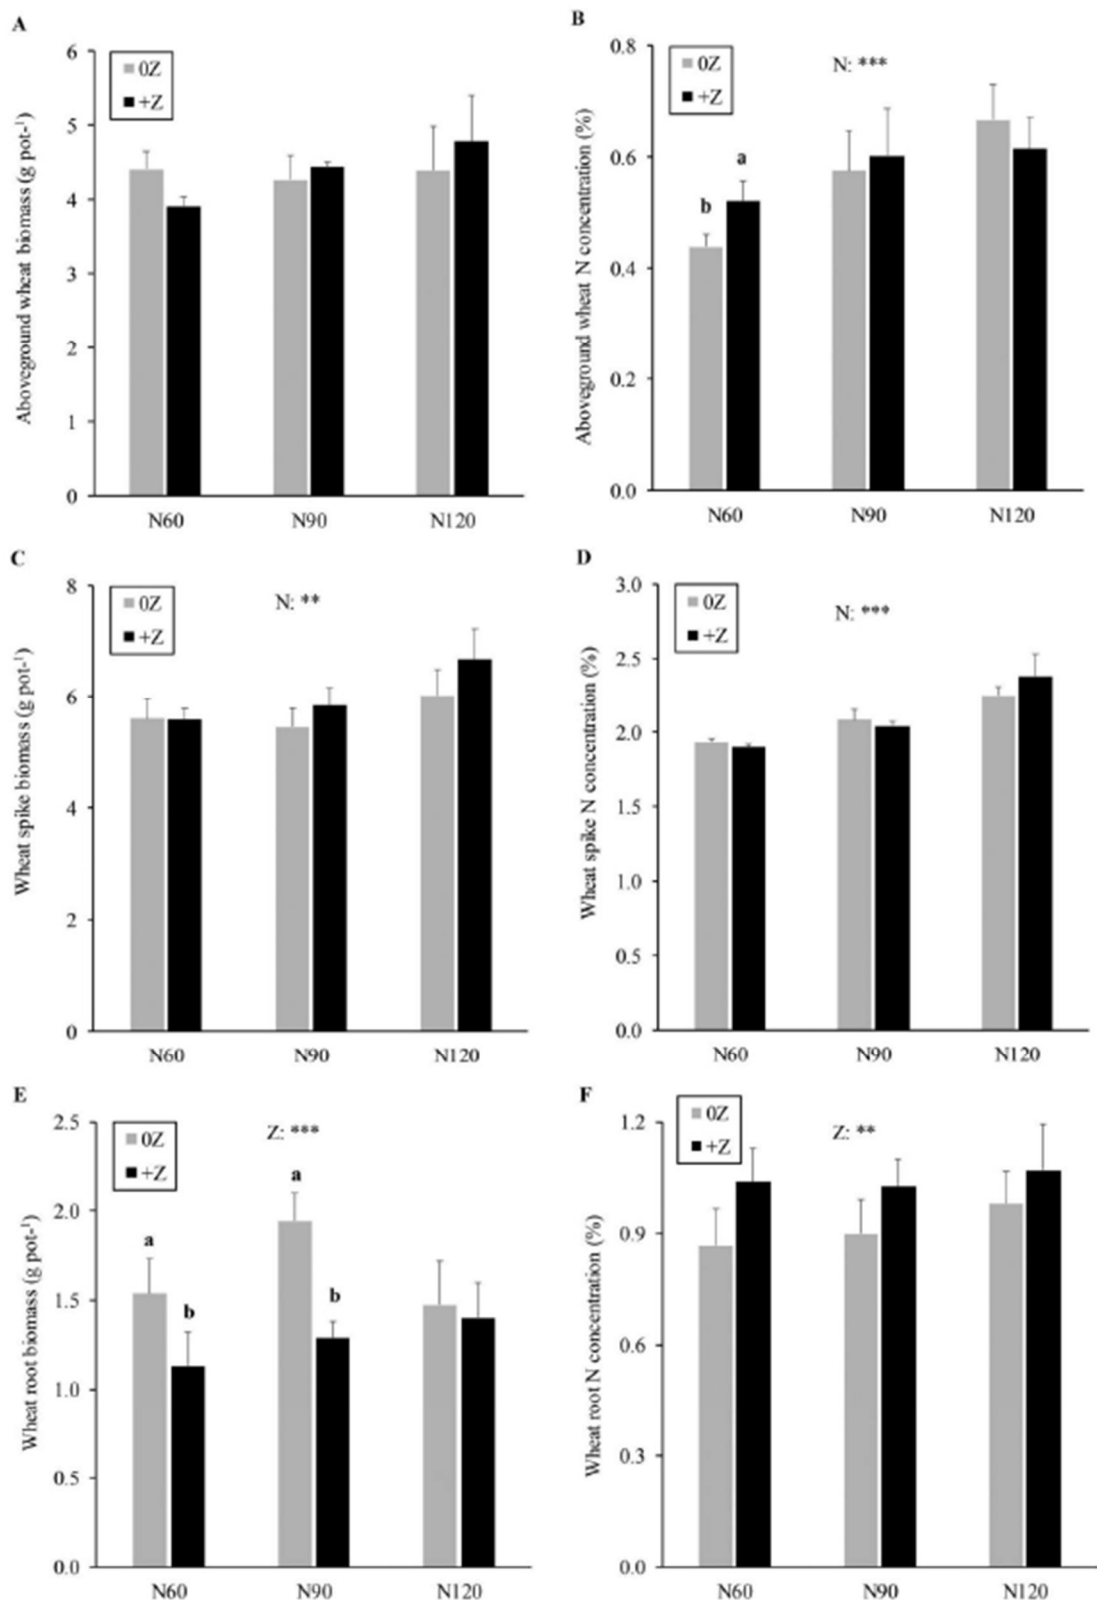 A
Aboveground wheat biomass (g pot-¹)
6
5
4
3
2
1
0
0Z
+Z
N60 N90 N120
B
Aboveground wheat N concentration (%)
0.8
0.6
0.4
0.2
0.0
0Z
+Z
N: ***
b
a
N60 N90 N120
C
Wheat spike biomass (g pot-¹)
8
6
4
2
0
0Z
+Z
N: **
N60 N90 N120
D
Wheat spike N concentration (%)
3.0
2.5
2.0
1.5
1.0
0.5
0.0
0Z
+Z
N: ***
N60 N90 N120
E
Wheat root biomass (g pot-¹)
2.5
2.0
1.5
1.0
0.5
0.0
0Z
+Z
Z: ***
a
b
a
b
N60 N90 N120
F
Wheat root N concentration (%)
1.2
0.9
0.6
0.3
0.0
0Z
+Z
Z: **
N60 N90 N120